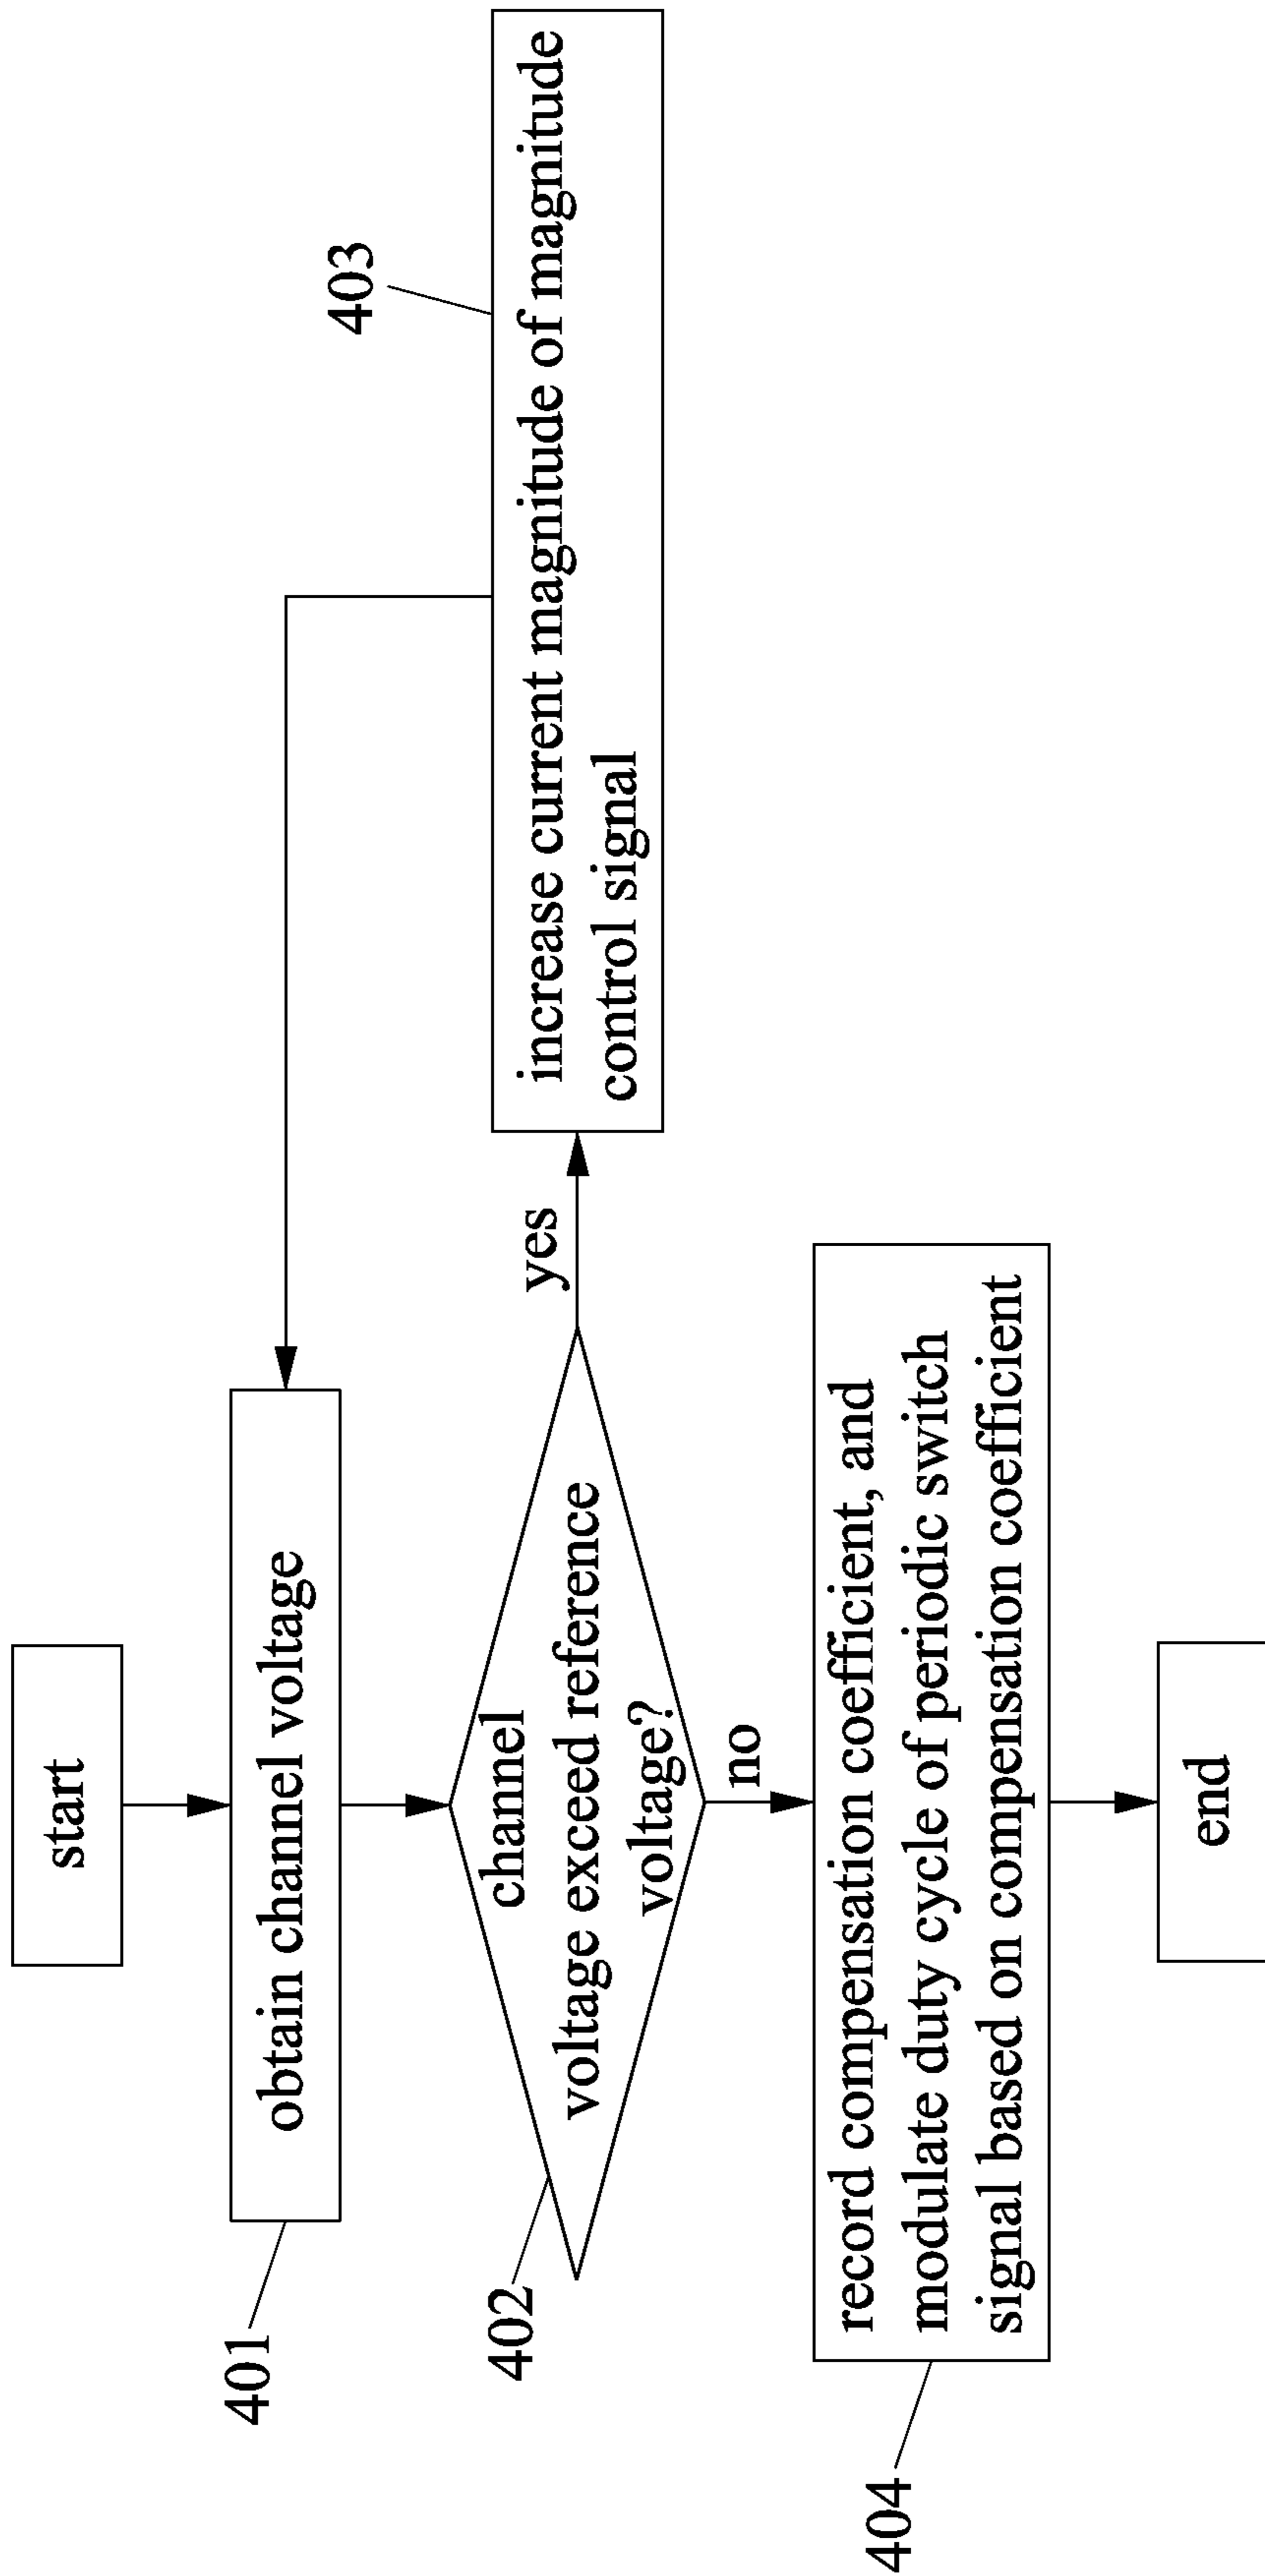 start
401
obtain channel voltage
402
channel
voltage exceed reference
voltage?
yes
403
increase current magnitude of magnitude
control signal
no
404
record compensation coefficient, and
modulate duty cycle of periodic switch
signal based on compensation coefficient
end